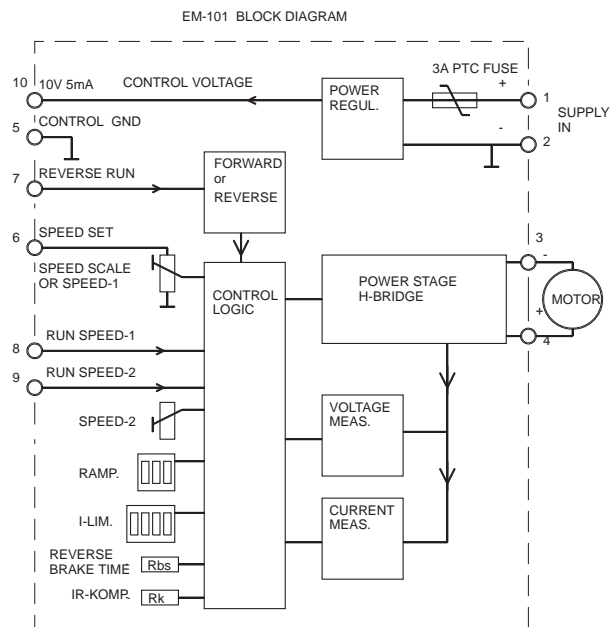 EM-101 BLOCK DIAGRAM
10 10V 5mA CONTROL VOLTAGE
POWER
REGUL.
3A PTC FUSE
+
-
1
2
SUPPLY
IN
5 CONTROL GND
7 REVERSE RUN
FORWARD
or
REVERSE
6 SPEED SET
SPEED SCALE
OR SPEED-1
CONTROL
LOGIC
POWER STAGE
H-BRIDGE
3
-
MOTOR
+
4
8 RUN SPEED-1
9 RUN SPEED-2
SPEED-2
VOLTAGE
MEAS.
RAMP.
I-LIM.
CURRENT
MEAS.
REVERSE
BRAKE TIME
Rbs
IR-KOMP. Rk